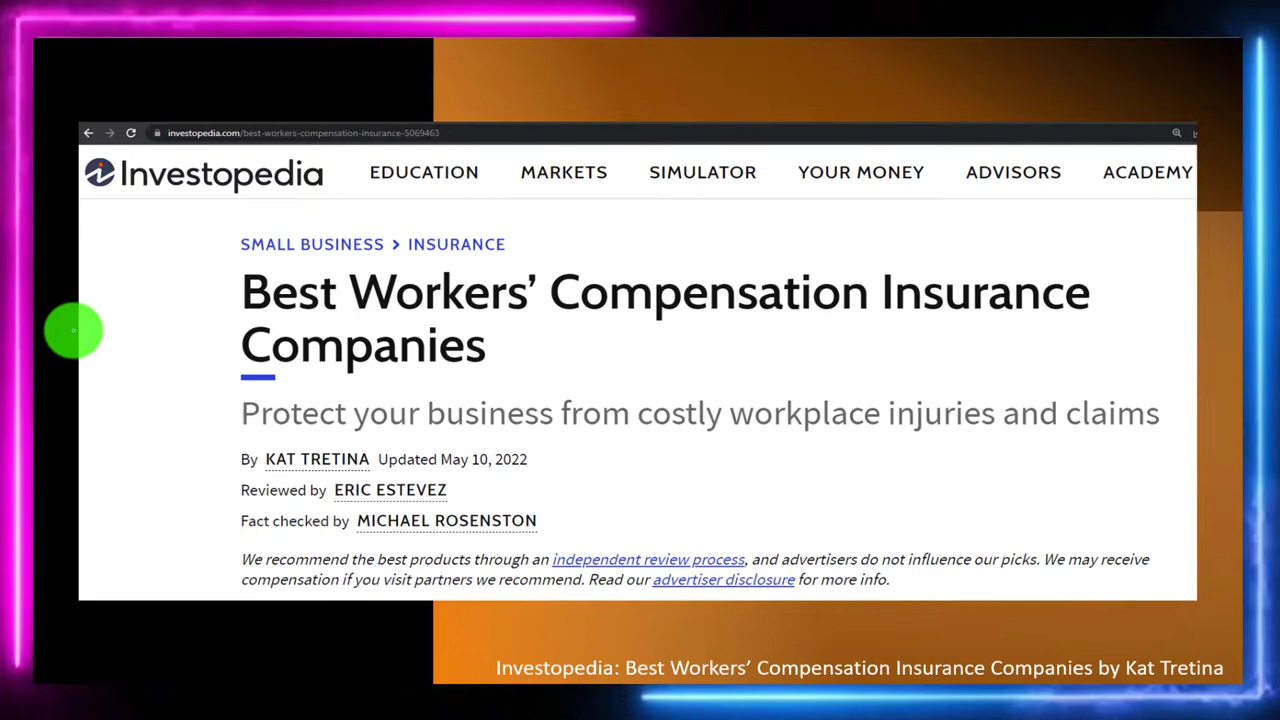 investopedia.com/best-workers-compensation-insurance-5069463
Investopedia EDUCATION MARKETS SIMULATOR YOUR MONEY ADVISORS ACADEMY
SMALL BUSINESS > INSURANCE
Best Workers’ Compensation Insurance
Companies
Protect your business from costly workplace injuries and claims
By KAT TRETINA Updated May 10, 2022
Reviewed by ERIC ESTEVEZ
Fact checked by MICHAEL ROSENSTON
We recommend the best products through an independent review process, and advertisers do not influence our picks. We may receive
compensation if you visit partners we recommend. Read our advertiser disclosure for more info.
Investopedia: Best Workers’ Compensation Insurance Companies by Kat Tretina